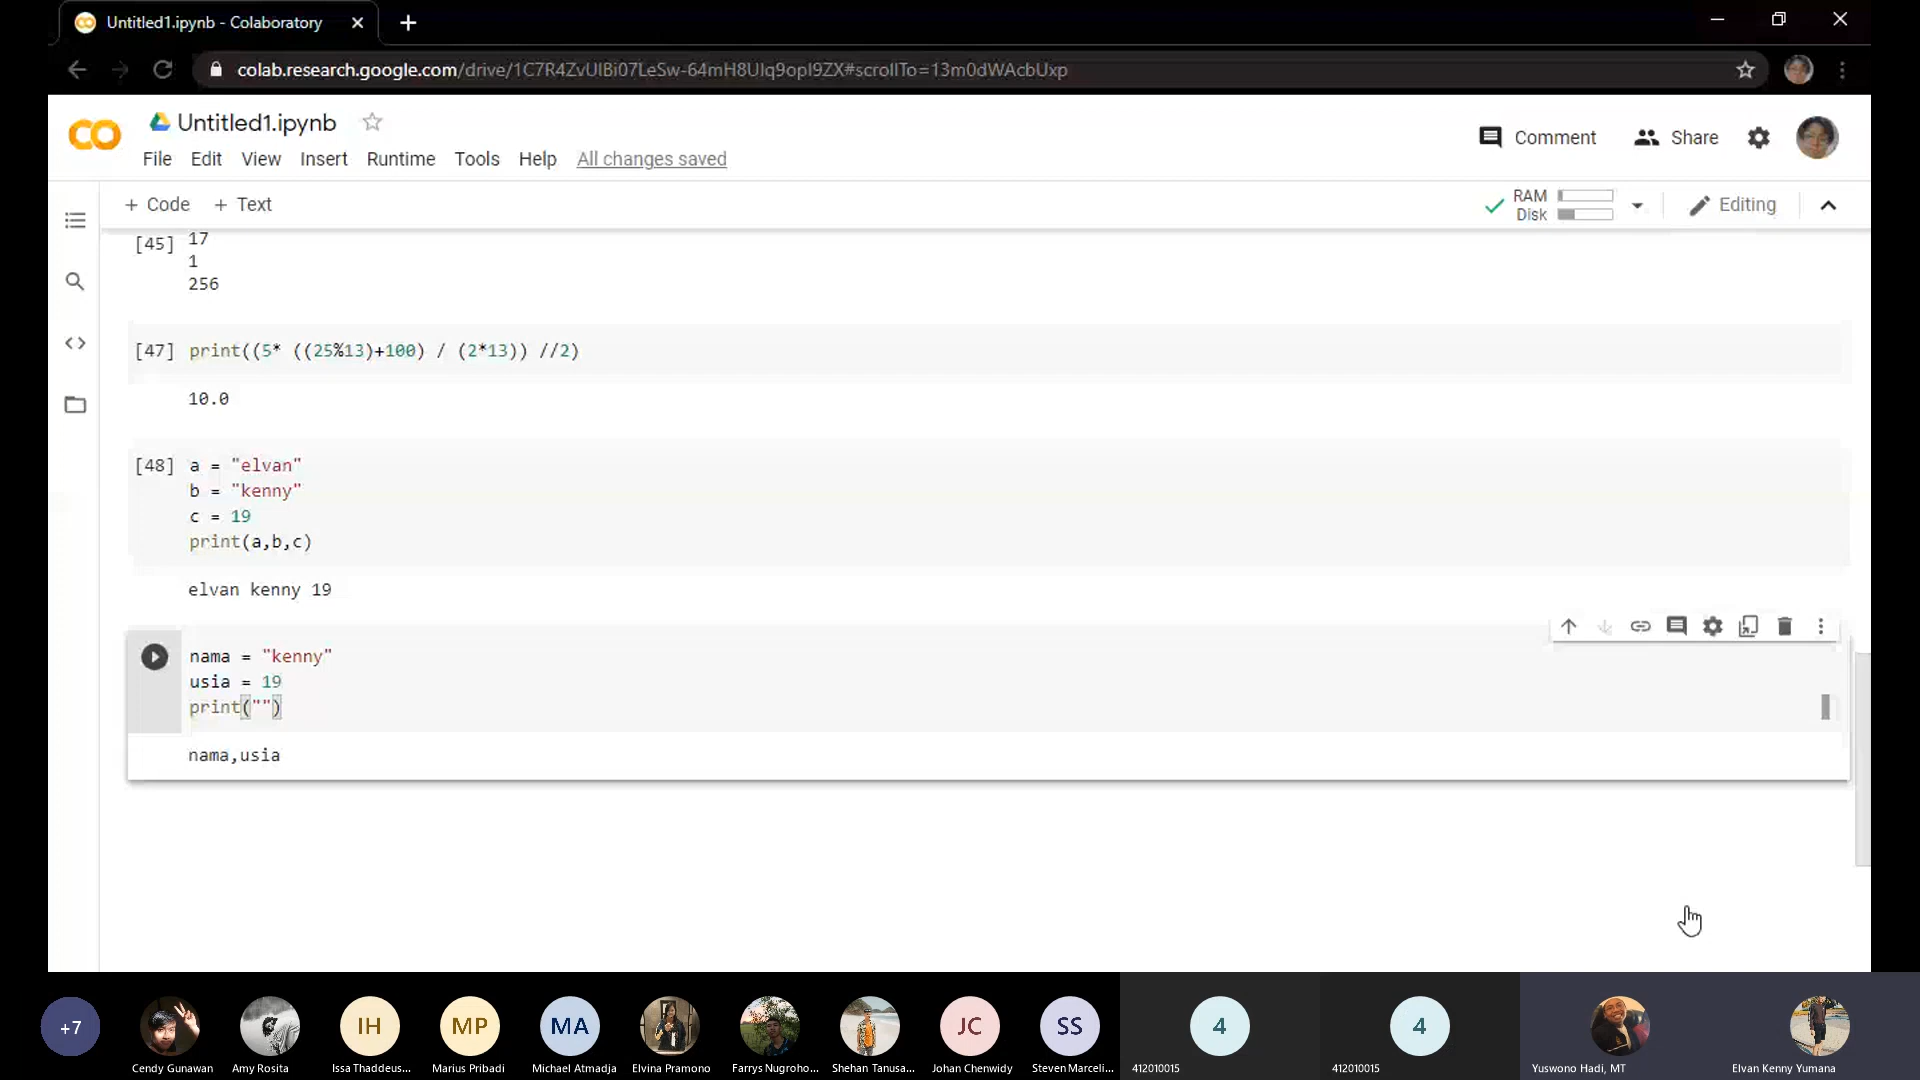 Untitled1.ipynb - Colaboratory
colab.research.google.com/drive/1C7R4ZvUlBi07LeSw-64mH8Ulq9opI9ZX#scrollTo=13m0dWAcbUxp
Untitled1.ipynb
Comment
Share
File Edit View Insert Runtime Tools Help All changes saved
+ Code + Text
RAM
Disk
Editing
[45] 17
1
256
[47] print((5* ((25%13)+100) / (2*13)) //2)
10.0
[48] a = "elvan"
b = "kenny"
c = 19
print(a,b,c)
elvan kenny 19
nama = "kenny"
usia = 19
print("")
nama,usia
+7
IH
MP
MA
JC
SS
4
4
Cendy Gunawan
Amy Rosita
Issa Thaddeus...
Marius Pribadi
Michael Atmadja
Elvina Pramono
Farrys Nugroho...
Shehan Tanusa...
Johan Chenwidy
Steven Marceli...
412010015
412010015
Yuswono Hadi, MT
Elvan Kenny Yumana